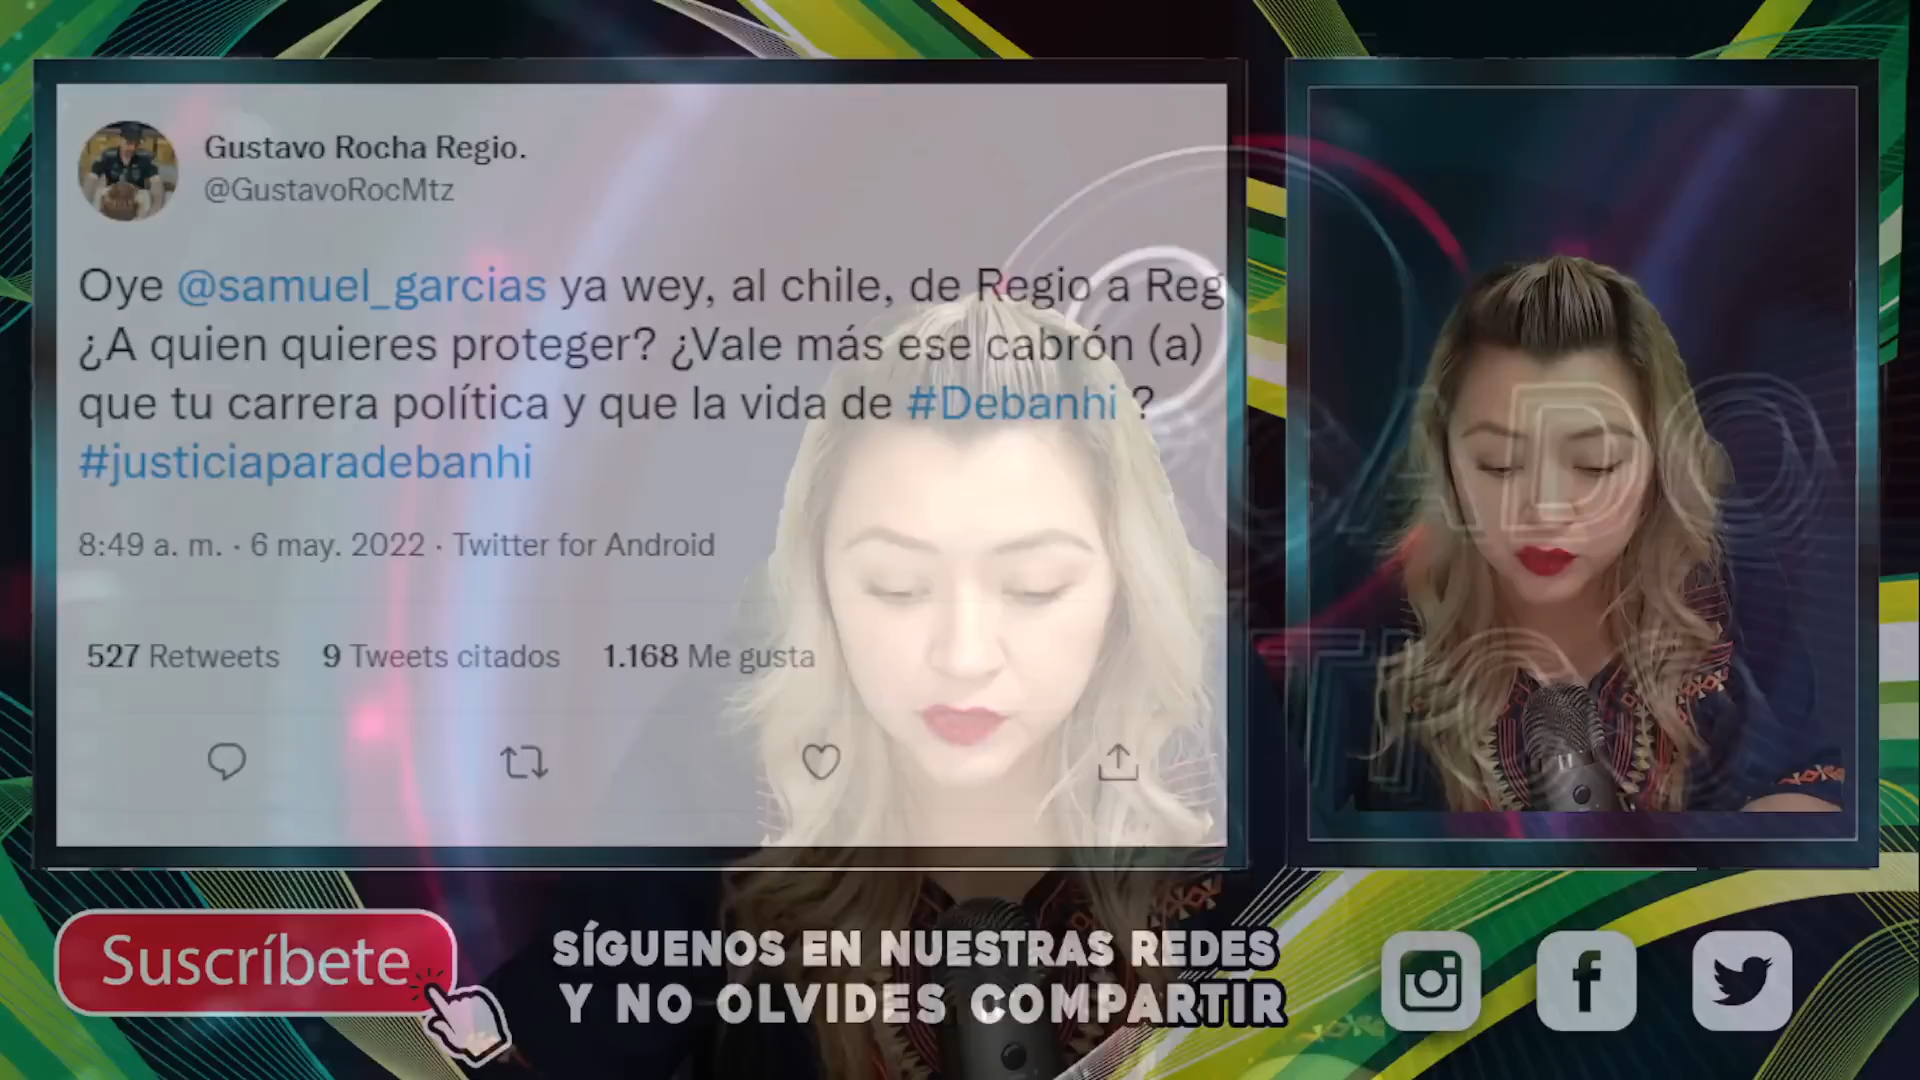 Gustavo Rocha Regio.
@GustavoRocMtz
Oye @samuel_garcias ya wey, al chile, de Regio a Reg
¿A quien quieres proteger? ¿Vale más ese cabrón (a)
que tu carrera política y que la vida de #Debanhi ?
#justiciaparadebanhi
8:49 a. m. · 6 may. 2022 · Twitter for Android
527 Retweets 9 Tweets citados 1.168 Me gusta
Suscríbete
SÍGUENOS EN NUESTRAS REDES
Y NO OLVIDES COMPARTIR